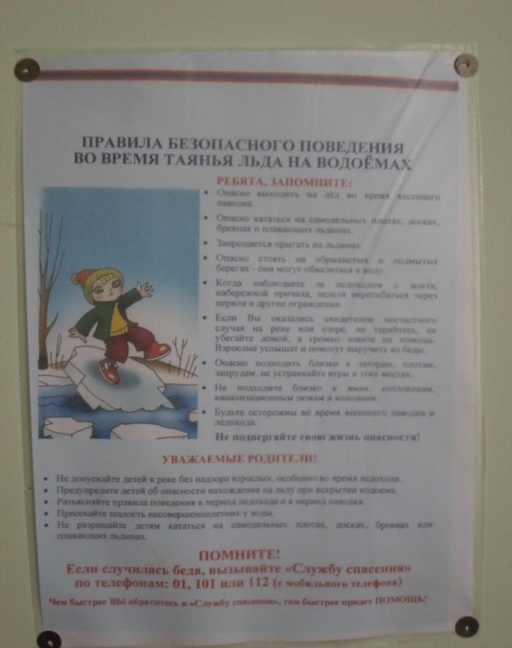 ПРАВИЛА БЕЗОПАСНОГО ПОВЕДЕНИЯ
ВО ВРЕМЯ ТАЯНЬЯ ЛЬДА НА ВОДОЁМАХ
РЕБЯТА, ЗАПОМНИТЕ:
• Опасно выходить на лёд во время весеннего
паводка.
• Опасно кататься на самодельных плотах, досках,
бревнах и плавающих льдинах.
• Запрещается прыгать на льдинах.
• Опасно стоять на обрывистых и подмытых
берегах - они могут обвалиться в воду.
• Когда наблюдаете за ледоходом с моста,
набережной причала, нельзя перегибаться через
перила и другие ограждения.
• Если Вы оказались свидетелем несчастного
случая на реке или озере, не теряйтесь, не
убегайте домой, а громко зовите на помощь.
Взрослые услышат и помогут выручить из беды.
• Опасно подходить близко к заторам, плотам,
запрудам, не устраивайте игры в этих местах.
• Не подходите близко к ямам, котлованам,
канализационным люкам и колодцам.
• Будьте осторожны во время весеннего паводка и
ледохода.
Не подвергайте свою жизнь опасности!
УВАЖАЕМЫЕ РОДИТЕЛИ!
• Не допускайте детей к реке без надзора взрослых, особенно во время ледохода.
• Предупредите детей об опасности нахождения на льду при вскрытии водоема.
• Разъясняйте правила поведения в период ледохода и в период паводка.
• Пресекайте шалость несовершеннолетних у воды.
• Не разрешайте детям кататься на самодельных плотах, досках, бревнах или
плавающих льдинах.
ПОМНИТЕ!
Если случилась беда, вызывайте «Службу спасения»
по телефонам: 01, 101 или 112 (с мобильного телефона)
Чем быстрее ВЫ обратитесь в «Службу спасения», тем быстрее придет ПОМОЩЬ!